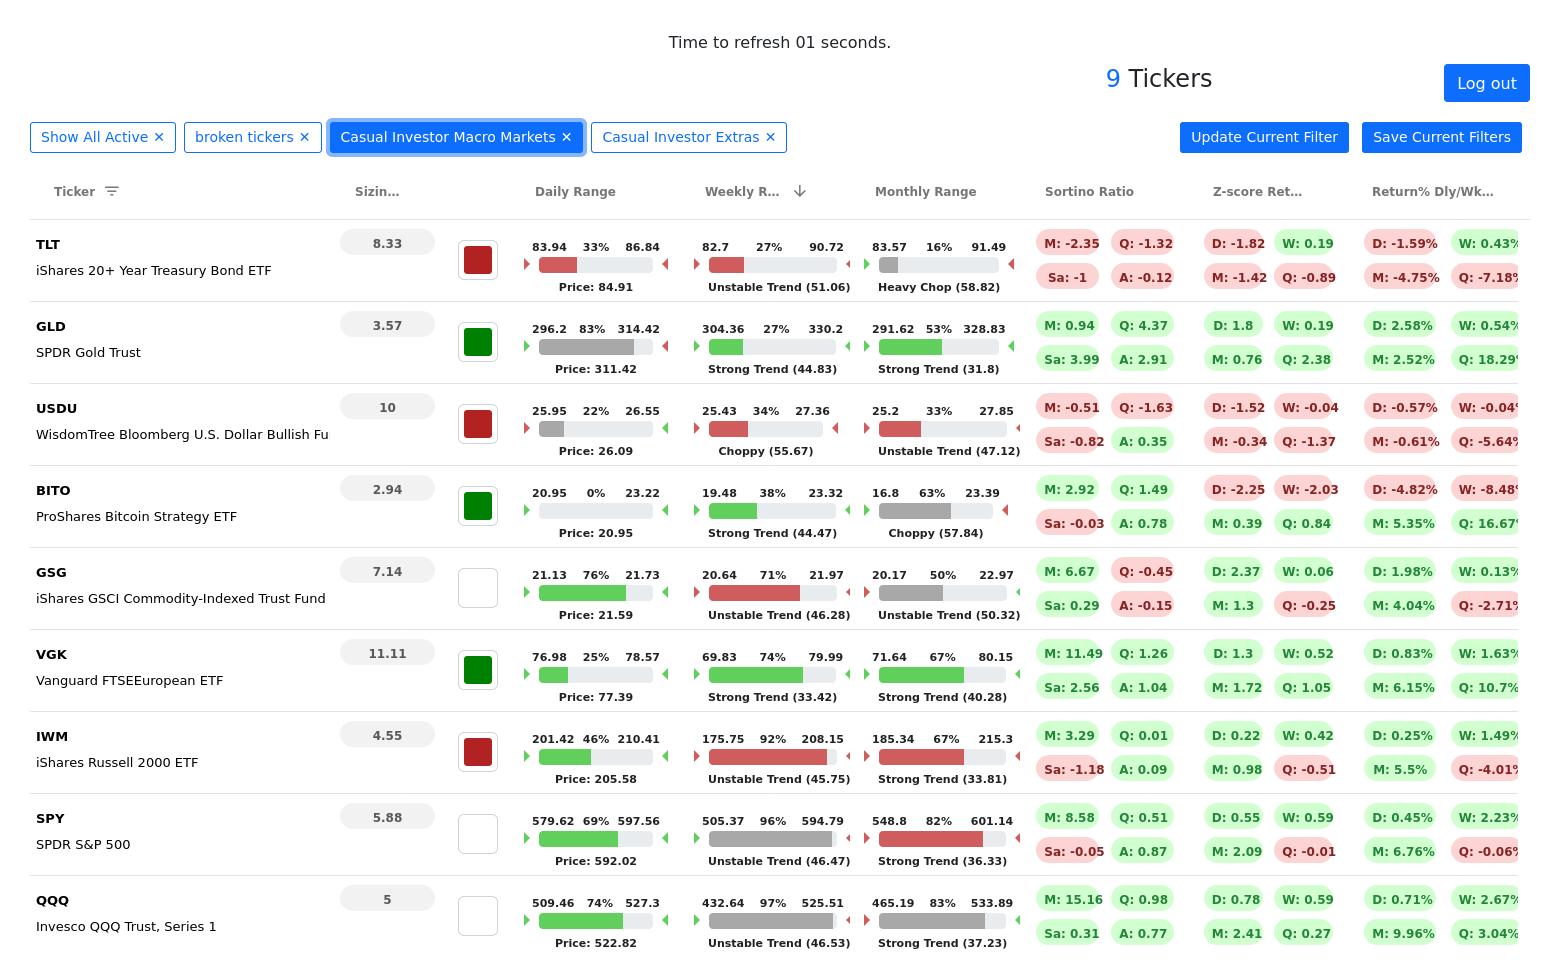 Time to refresh 01 seconds.
9 Tickers
Log out
Show All Active ✕ broken tickers ✕ Casual Investor Macro Markets ✕ Casual Investor Extras ✕ Update Current Filter Save Current Filters
Ticker Sizin… Daily Range Weekly R… Monthly Range Sortino Ratio Z-score Ret… Return% Dly/Wk…
TLT 8.33 83.94 33% 86.84 82.7 27% 90.72 83.57 16% 91.49 M: -2.35 Q: -1.32 D: -1.82 W: 0.19 D: -1.59% W: 0.43%
iShares 20+ Year Treasury Bond ETF Price: 84.91 Unstable Trend (51.06) Heavy Chop (58.82) Sa: -1 A: -0.12 M: -1.42 Q: -0.89 M: -4.75% Q: -7.18%
GLD 3.57 296.2 83% 314.42 304.36 27% 330.2 291.62 53% 328.83 M: 0.94 Q: 4.37 D: 1.8 W: 0.19 D: 2.58% W: 0.54%
SPDR Gold Trust Price: 311.42 Strong Trend (44.83) Strong Trend (31.8) Sa: 3.99 A: 2.91 M: 0.76 Q: 2.38 M: 2.52% Q: 18.29%
USDU 10 25.95 22% 26.55 25.43 34% 27.36 25.2 33% 27.85 M: -0.51 Q: -1.63 D: -1.52 W: -0.04 D: -0.57% W: -0.04%
WisdomTree Bloomberg U.S. Dollar Bullish Fu Price: 26.09 Choppy (55.67) Unstable Trend (47.12) Sa: -0.82 A: 0.35 M: -0.34 Q: -1.37 M: -0.61% Q: -5.64%
BITO 2.94 20.95 0% 23.22 19.48 38% 23.32 16.8 63% 23.39 M: 2.92 Q: 1.49 D: -2.25 W: -2.03 D: -4.82% W: -8.48%
ProShares Bitcoin Strategy ETF Price: 20.95 Strong Trend (44.47) Choppy (57.84) Sa: -0.03 A: 0.78 M: 0.39 Q: 0.84 M: 5.35% Q: 16.67%
GSG 7.14 21.13 76% 21.73 20.64 71% 21.97 20.17 50% 22.97 M: 6.67 Q: -0.45 D: 2.37 W: 0.06 D: 1.98% W: 0.13%
iShares GSCI Commodity-Indexed Trust Fund Price: 21.59 Unstable Trend (46.28) Unstable Trend (50.32) Sa: 0.29 A: -0.15 M: 1.3 Q: -0.25 M: 4.04% Q: -2.71%
VGK 11.11 76.98 25% 78.57 69.83 74% 79.99 71.64 67% 80.15 M: 11.49 Q: 1.26 D: 1.3 W: 0.52 D: 0.83% W: 1.63%
Vanguard FTSEEuropean ETF Price: 77.39 Strong Trend (33.42) Strong Trend (40.28) Sa: 2.56 A: 1.04 M: 1.72 Q: 1.05 M: 6.15% Q: 10.7%
IWM 4.55 201.42 46% 210.41 175.75 92% 208.15 185.34 67% 215.3 M: 3.29 Q: 0.01 D: 0.22 W: 0.42 D: 0.25% W: 1.49%
iShares Russell 2000 ETF Price: 205.58 Unstable Trend (45.75) Strong Trend (33.81) Sa: -1.18 A: 0.09 M: 0.98 Q: -0.51 M: 5.5% Q: -4.01%
SPY 5.88 579.62 69% 597.56 505.37 96% 594.79 548.8 82% 601.14 M: 8.58 Q: 0.51 D: 0.55 W: 0.59 D: 0.45% W: 2.23%
SPDR S&P 500 Price: 592.02 Unstable Trend (46.47) Strong Trend (36.33) Sa: -0.05 A: 0.87 M: 2.09 Q: -0.01 M: 6.76% Q: -0.06%
QQQ 5 509.46 74% 527.3 432.64 97% 525.51 465.19 83% 533.89 M: 15.16 Q: 0.98 D: 0.78 W: 0.59 D: 0.71% W: 2.67%
Invesco QQQ Trust, Series 1 Price: 522.82 Unstable Trend (46.53) Strong Trend (37.23) Sa: 0.31 A: 0.77 M: 2.41 Q: 0.27 M: 9.96% Q: 3.04%